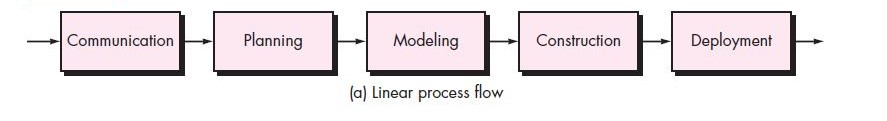 Communication Planning Modeling Construction Deployment
(a) Linear process flow